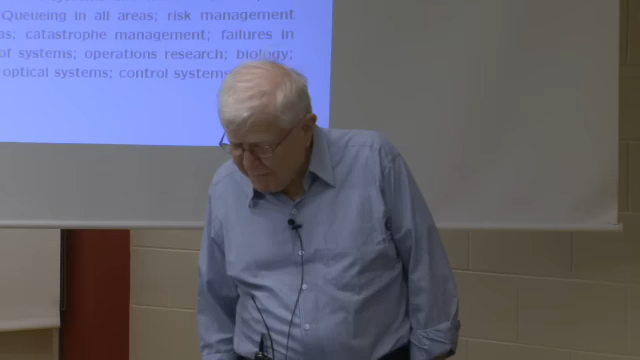 Queueing in all areas; risk management
as; catastrophe management; failures in
of systems; operations research; biology;
optical systems; control systems